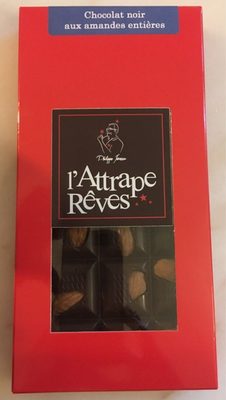 Chocolat noir
aux amandes entières
l'Attrape
Rêves